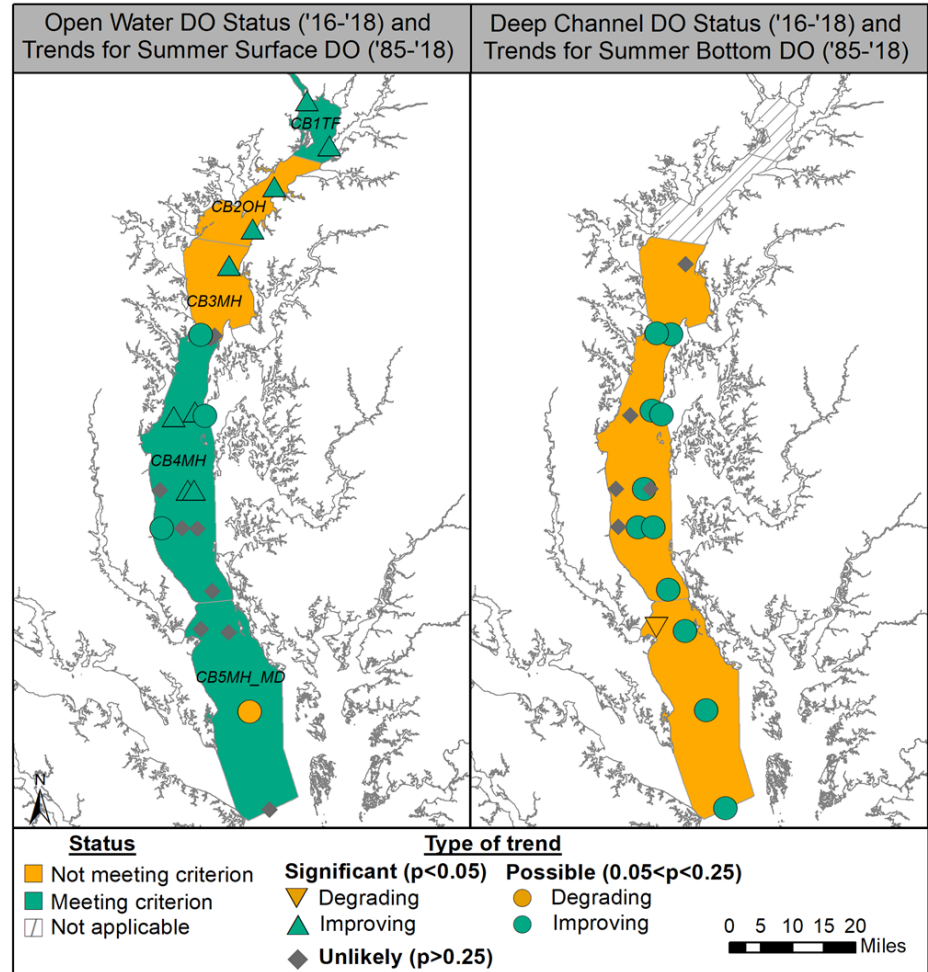 Open Water DO Status ('16-'18) and
Trends for Summer Surface DO ('85-'18)
Deep Channel DO Status ('16-'18) and
Trends for Summer Bottom DO ('85-'18)
CB1TF
CB2OH
CB3MH
CB4MH
CB5MH_MD
N
Status
Not meeting criterion
Meeting criterion
Not applicable
Type of trend
Significant (p<0.05)
Degrading
Improving
Possible (0.05<p<0.25)
Degrading
Improving
Unlikely (p>0.25)
0 5 10 15 20
Miles